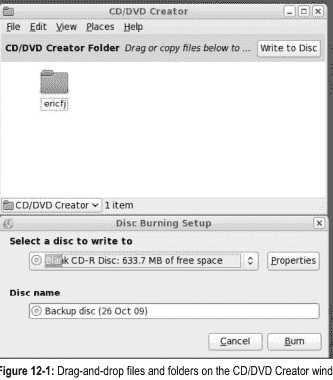 CD/DVD Creator
File Edit View Places Help
CD/DVD Creator Folder Drag or copy files below to ... Write to Disc
ericfj
CD/DVD Creator 1 item
Disc Burning Setup
Select a disc to write to
Blank CD-R Disc: 633.7 MB of free space Properties
Disc name
Backup disc (26 Oct 09)
Cancel Burn
Figure 12-1: Drag-and-drop files and folders on the CD/DVD Creator wind